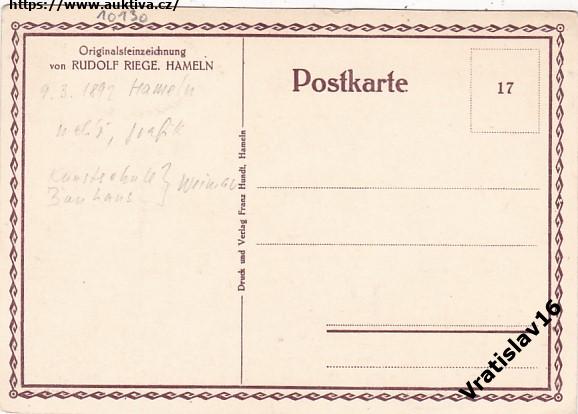 https://www.auktiva.cz/
10130
Originalsteinzeichnung
von RUDOLF RIEGE. HAMELN
9. 3. 1892 Hameln
grafik
Kunstschule } Weimar
Bauhaus
Druck und Verlag Franz Hundt, Hameln
Postkarte
17
Vratislav16